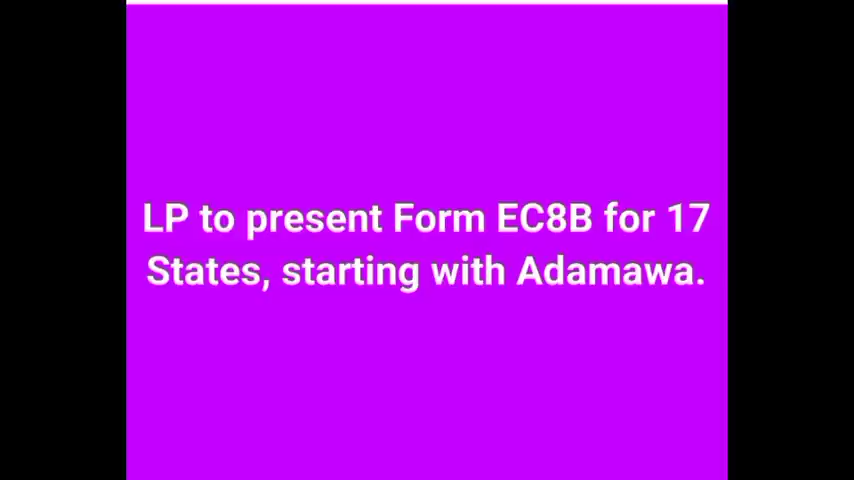 LP to present Form EC8B for 17
States, starting with Adamawa.